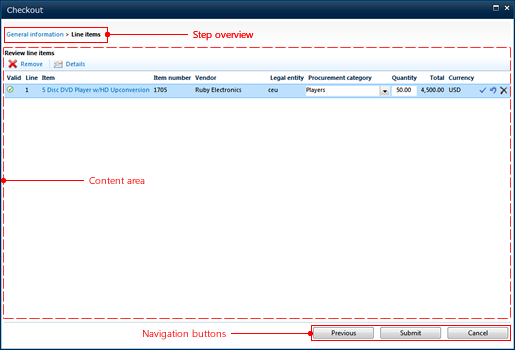 Checkout
General information > Line items
Step overview
Review line items
Remove Details
Valid Line Item Item number Vendor Legal entity Procurement category Quantity Total Currency
1 5 Disc DVD Player w/HD Upconversion 1705 Ruby Electronics ceu Players 50.00 4,500.00 USD
Content area
Navigation buttons
Previous Submit Cancel